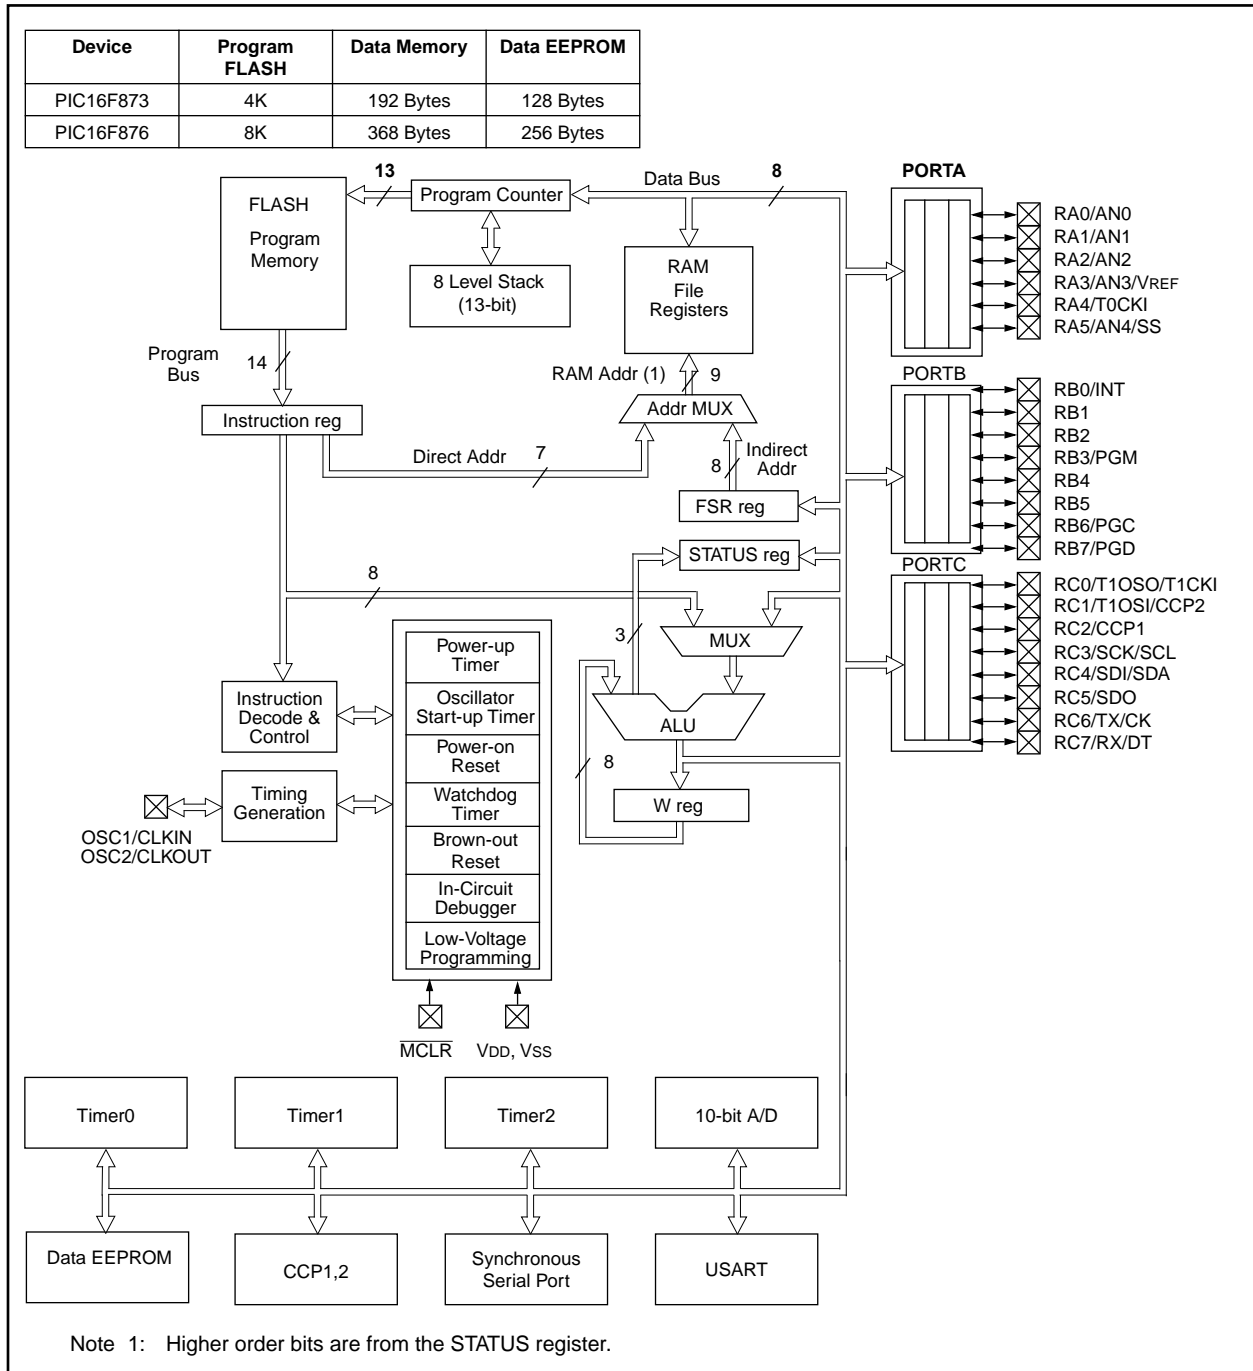 Device Program FLASH Data Memory Data EEPROM
PIC16F873 4K 192 Bytes 128 Bytes
PIC16F876 8K 368 Bytes 256 Bytes
FLASH
Program
Memory
13
Program Counter
8 Level Stack
(13-bit)
Data Bus
8
RAM
File
Registers
Program
Bus
14
RAM Addr (1)
9
Addr MUX
Instruction reg
Direct Addr
7
8
Indirect
Addr
FSR reg
STATUS reg
8
3
MUX
ALU
8
W reg
Instruction
Decode &
Control
Timing
Generation
OSC1/CLKIN
OSC2/CLKOUT
Power-up
Timer
Oscillator
Start-up Timer
Power-on
Reset
Watchdog
Timer
Brown-out
Reset
In-Circuit
Debugger
Low-Voltage
Programming
MCLR
VDD, VSS
PORTA
RA0/AN0
RA1/AN1
RA2/AN2
RA3/AN3/VREF
RA4/T0CKI
RA5/AN4/SS
PORTB
RB0/INT
RB1
RB2
RB3/PGM
RB4
RB5
RB6/PGC
RB7/PGD
PORTC
RC0/T1OSO/T1CKI
RC1/T1OSI/CCP2
RC2/CCP1
RC3/SCK/SCL
RC4/SDI/SDA
RC5/SDO
RC6/TX/CK
RC7/RX/DT
Timer0
Timer1
Timer2
10-bit A/D
Data EEPROM
CCP1,2
Synchronous
Serial Port
USART
Note 1: Higher order bits are from the STATUS register.